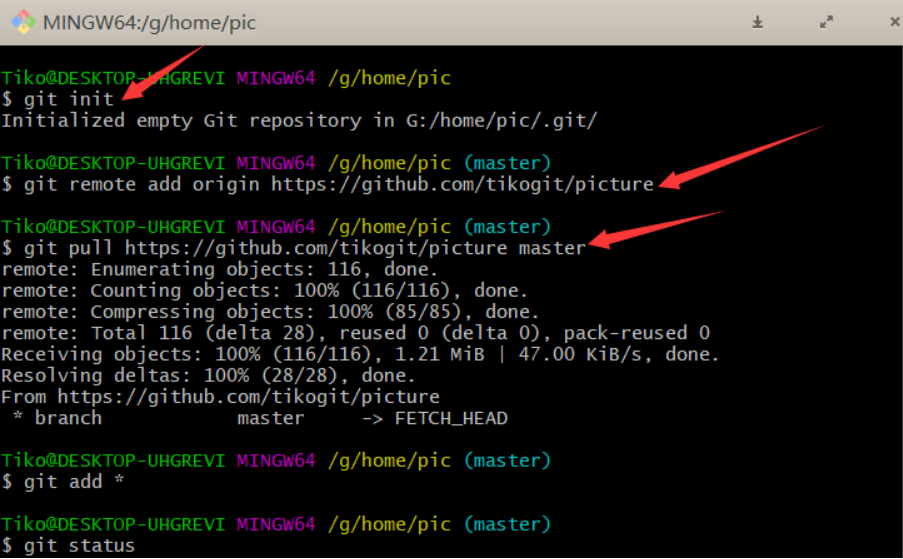 MINGW64:/g/home/pic
Tiko@DESKTOP-UHGREVI MINGW64 /g/home/pic
$ git init
Initialized empty Git repository in G:/home/pic/.git/
Tiko@DESKTOP-UHGREVI MINGW64 /g/home/pic (master)
$ git remote add origin https://github.com/tikogit/picture
Tiko@DESKTOP-UHGREVI MINGW64 /g/home/pic (master)
$ git pull https://github.com/tikogit/picture master
remote: Enumerating objects: 116, done.
remote: Counting objects: 100% (116/116), done.
remote: Compressing objects: 100% (85/85), done.
remote: Total 116 (delta 28), reused 0 (delta 0), pack-reused 0
Receiving objects: 100% (116/116), 1.21 MiB | 47.00 KiB/s, done.
Resolving deltas: 100% (28/28), done.
From https://github.com/tikogit/picture
 * branch            master     -> FETCH_HEAD
Tiko@DESKTOP-UHGREVI MINGW64 /g/home/pic (master)
$ git add *
Tiko@DESKTOP-UHGREVI MINGW64 /g/home/pic (master)
$ git status